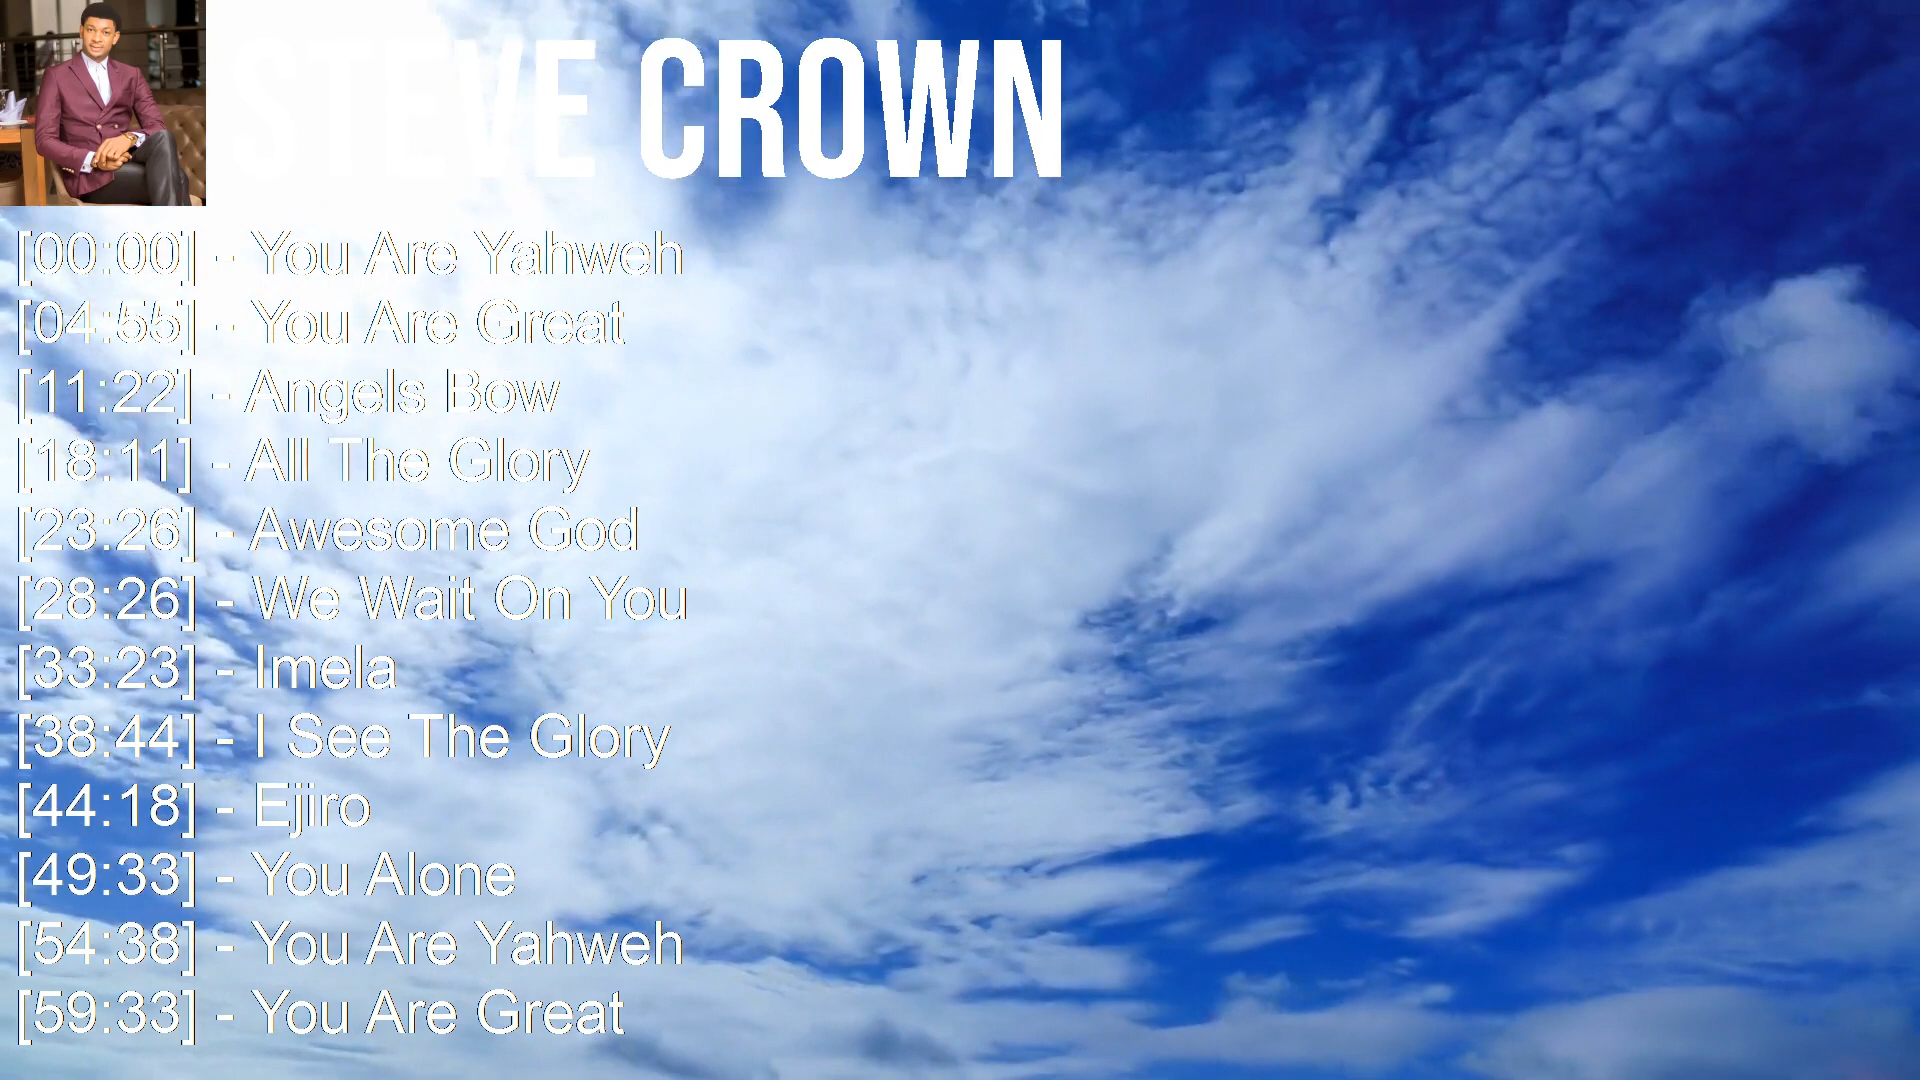 STEVE CROWN
[00:00] - You Are Yahweh
[04:55] - You Are Great
[11:22] - Angels Bow
[18:11] - All The Glory
[23:26] - Awesome God
[28:26] - We Wait On You
[33:23] - Imela
[38:44] - I See The Glory
[44:18] - Ejiro
[49:33] - You Alone
[54:38] - You Are Yahweh
[59:33] - You Are Great